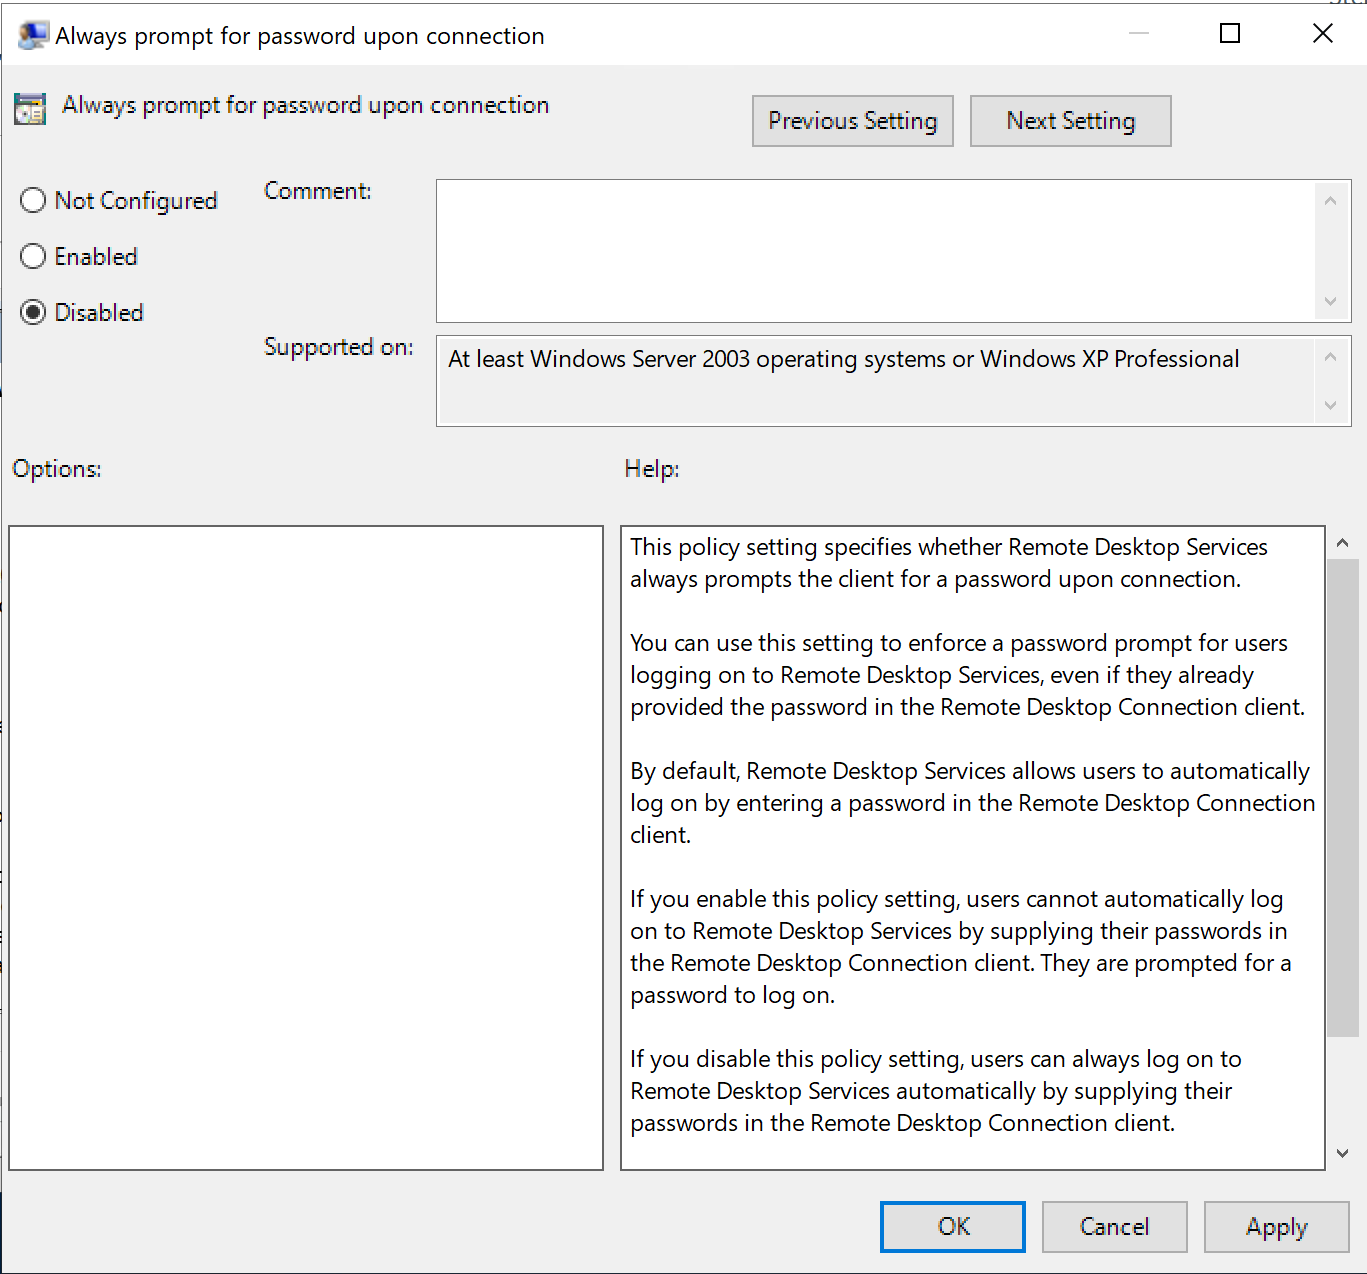 Always prompt for password upon connection
Always prompt for password upon connection
Previous Setting
Next Setting
Not Configured
Enabled
Disabled
Comment:
Supported on:
At least Windows Server 2003 operating systems or Windows XP Professional
Options:
Help:
This policy setting specifies whether Remote Desktop Services
always prompts the client for a password upon connection.
You can use this setting to enforce a password prompt for users
logging on to Remote Desktop Services, even if they already
provided the password in the Remote Desktop Connection client.
By default, Remote Desktop Services allows users to automatically
log on by entering a password in the Remote Desktop Connection
client.
If you enable this policy setting, users cannot automatically log
on to Remote Desktop Services by supplying their passwords in
the Remote Desktop Connection client. They are prompted for a
password to log on.
If you disable this policy setting, users can always log on to
Remote Desktop Services automatically by supplying their
passwords in the Remote Desktop Connection client.
OK
Cancel
Apply